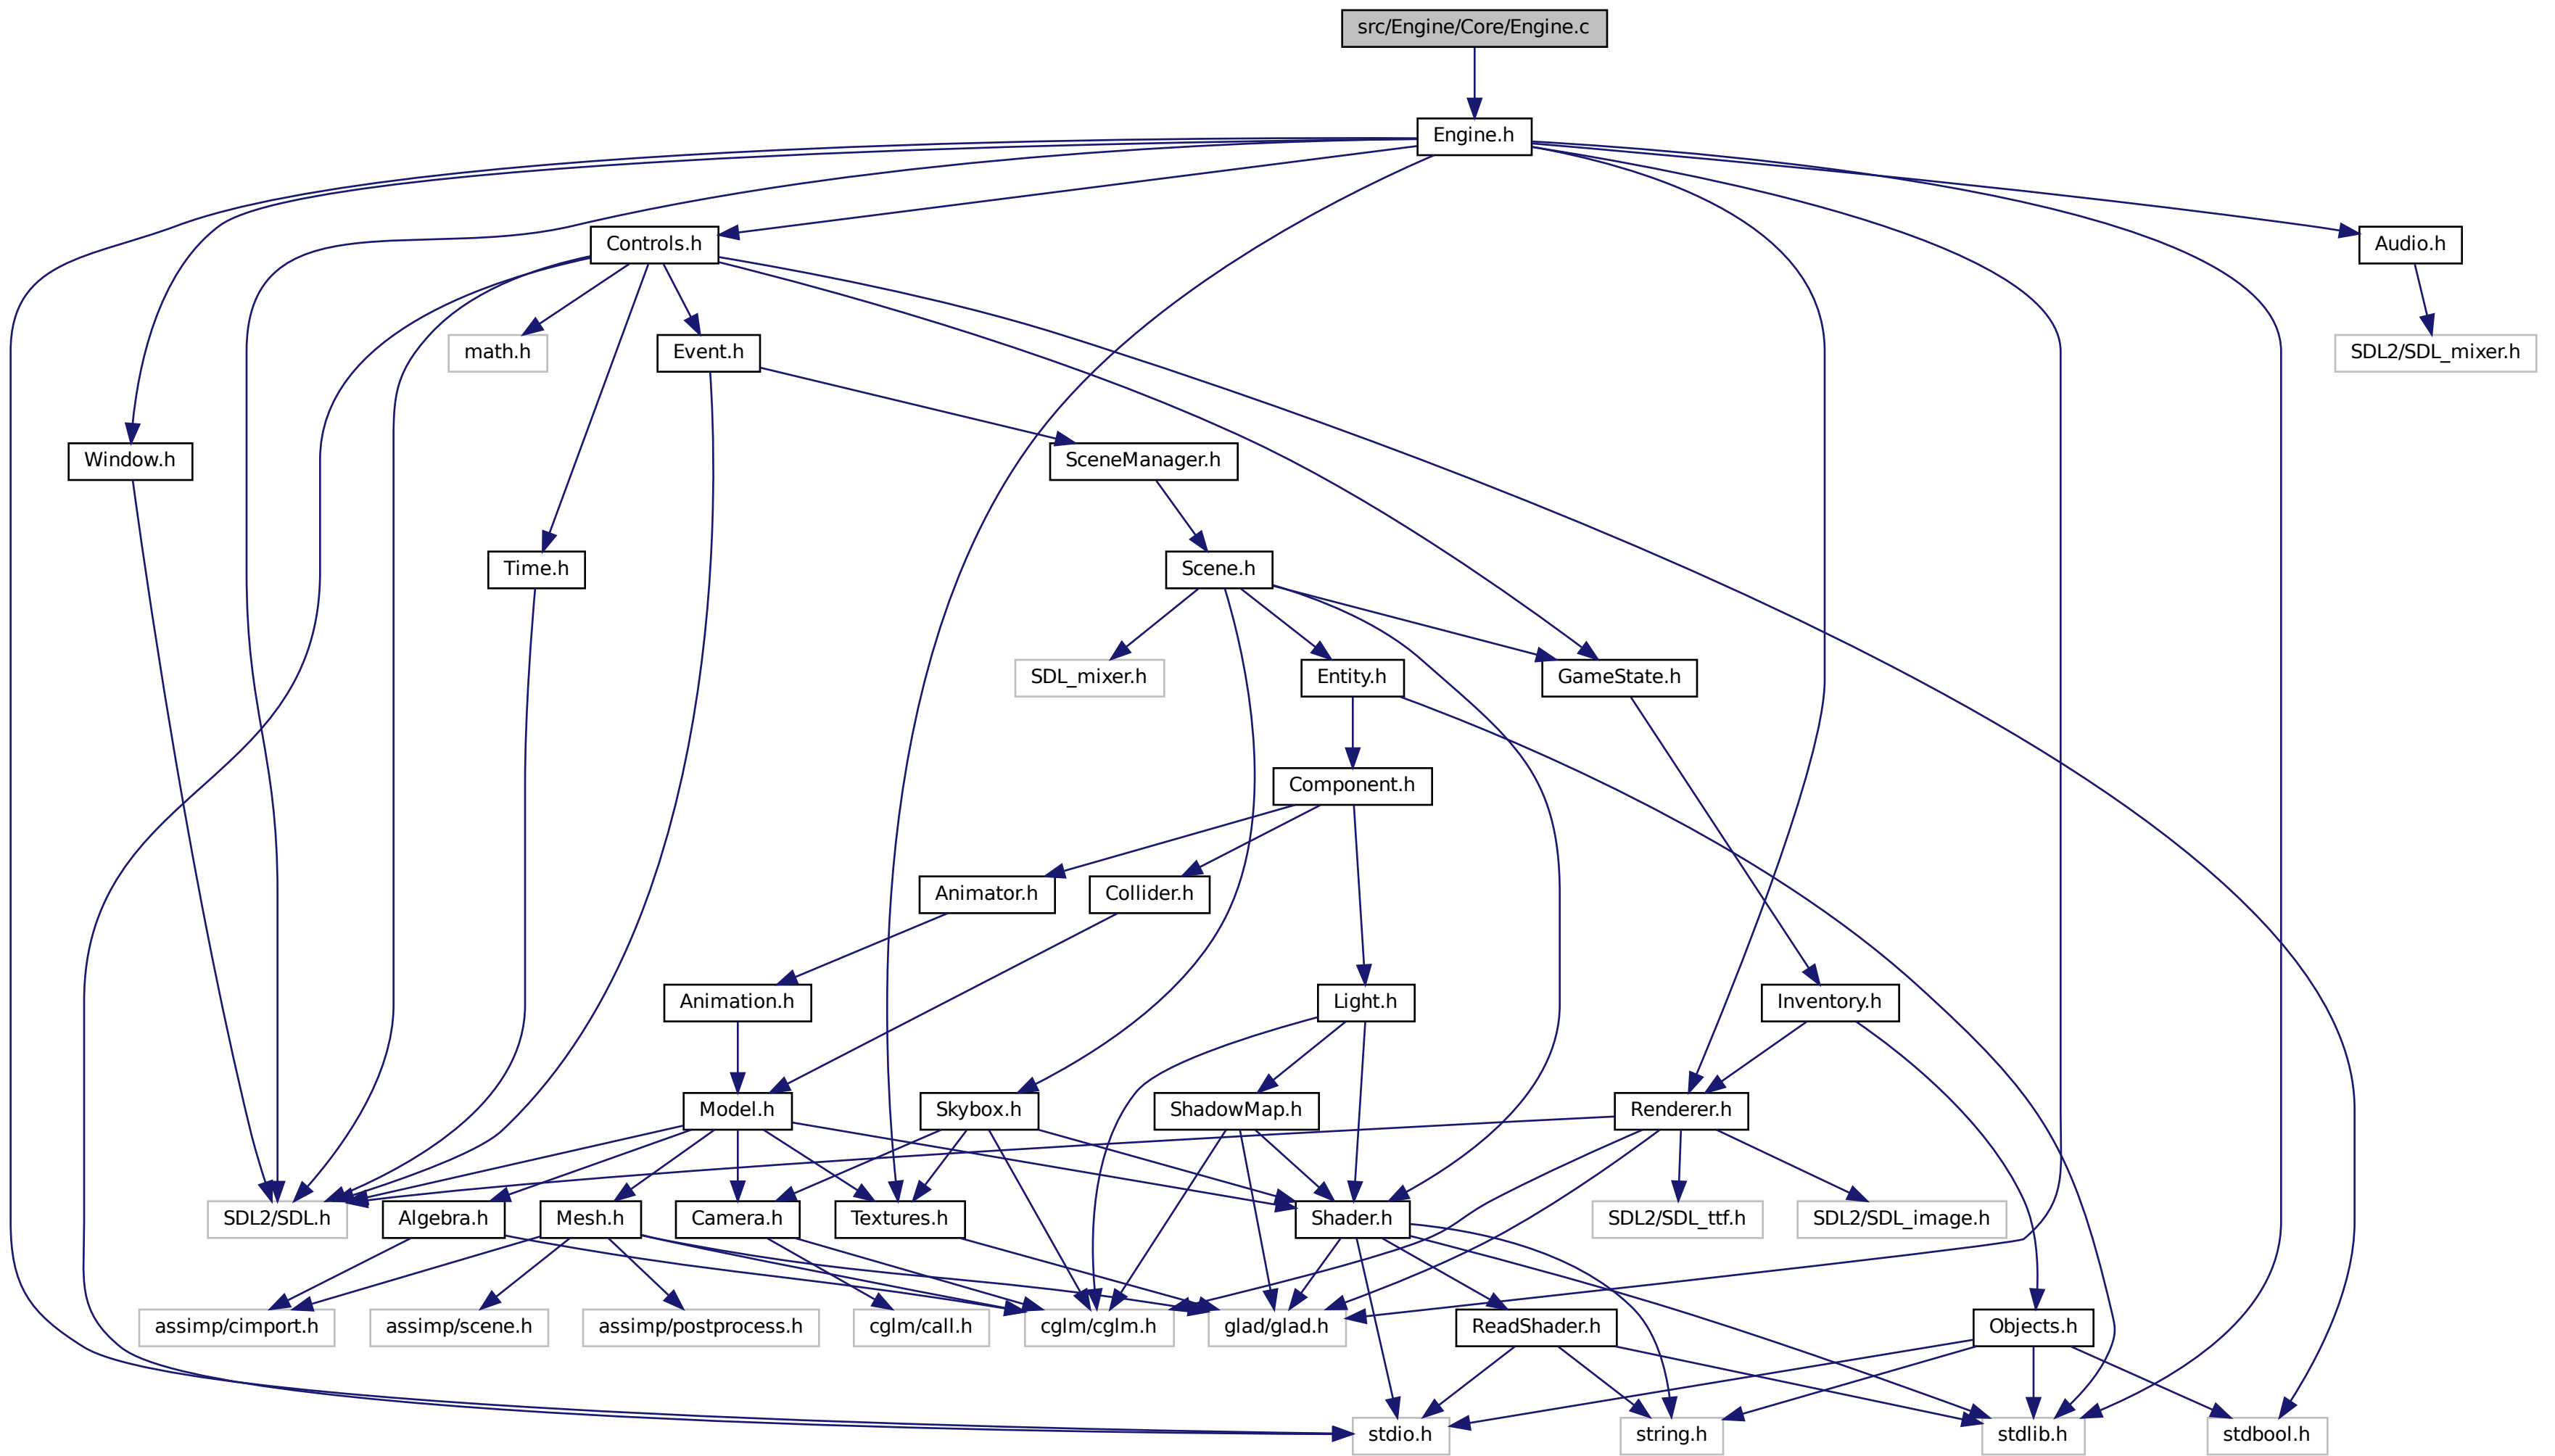 src/Engine/Core/Engine.c
Engine.h
Controls.h
Audio.h
math.h
Event.h
SDL2/SDL_mixer.h
Window.h
SceneManager.h
Time.h
Scene.h
SDL_mixer.h
Entity.h
GameState.h
Component.h
Animator.h
Collider.h
Animation.h
Light.h
Inventory.h
Model.h
Skybox.h
ShadowMap.h
Renderer.h
SDL2/SDL.h
Algebra.h
Mesh.h
Camera.h
Textures.h
Shader.h
SDL2/SDL_ttf.h
SDL2/SDL_image.h
assimp/cimport.h
assimp/scene.h
assimp/postprocess.h
cglm/call.h
cglm/cglm.h
glad/glad.h
ReadShader.h
Objects.h
stdio.h
string.h
stdlib.h
stdbool.h